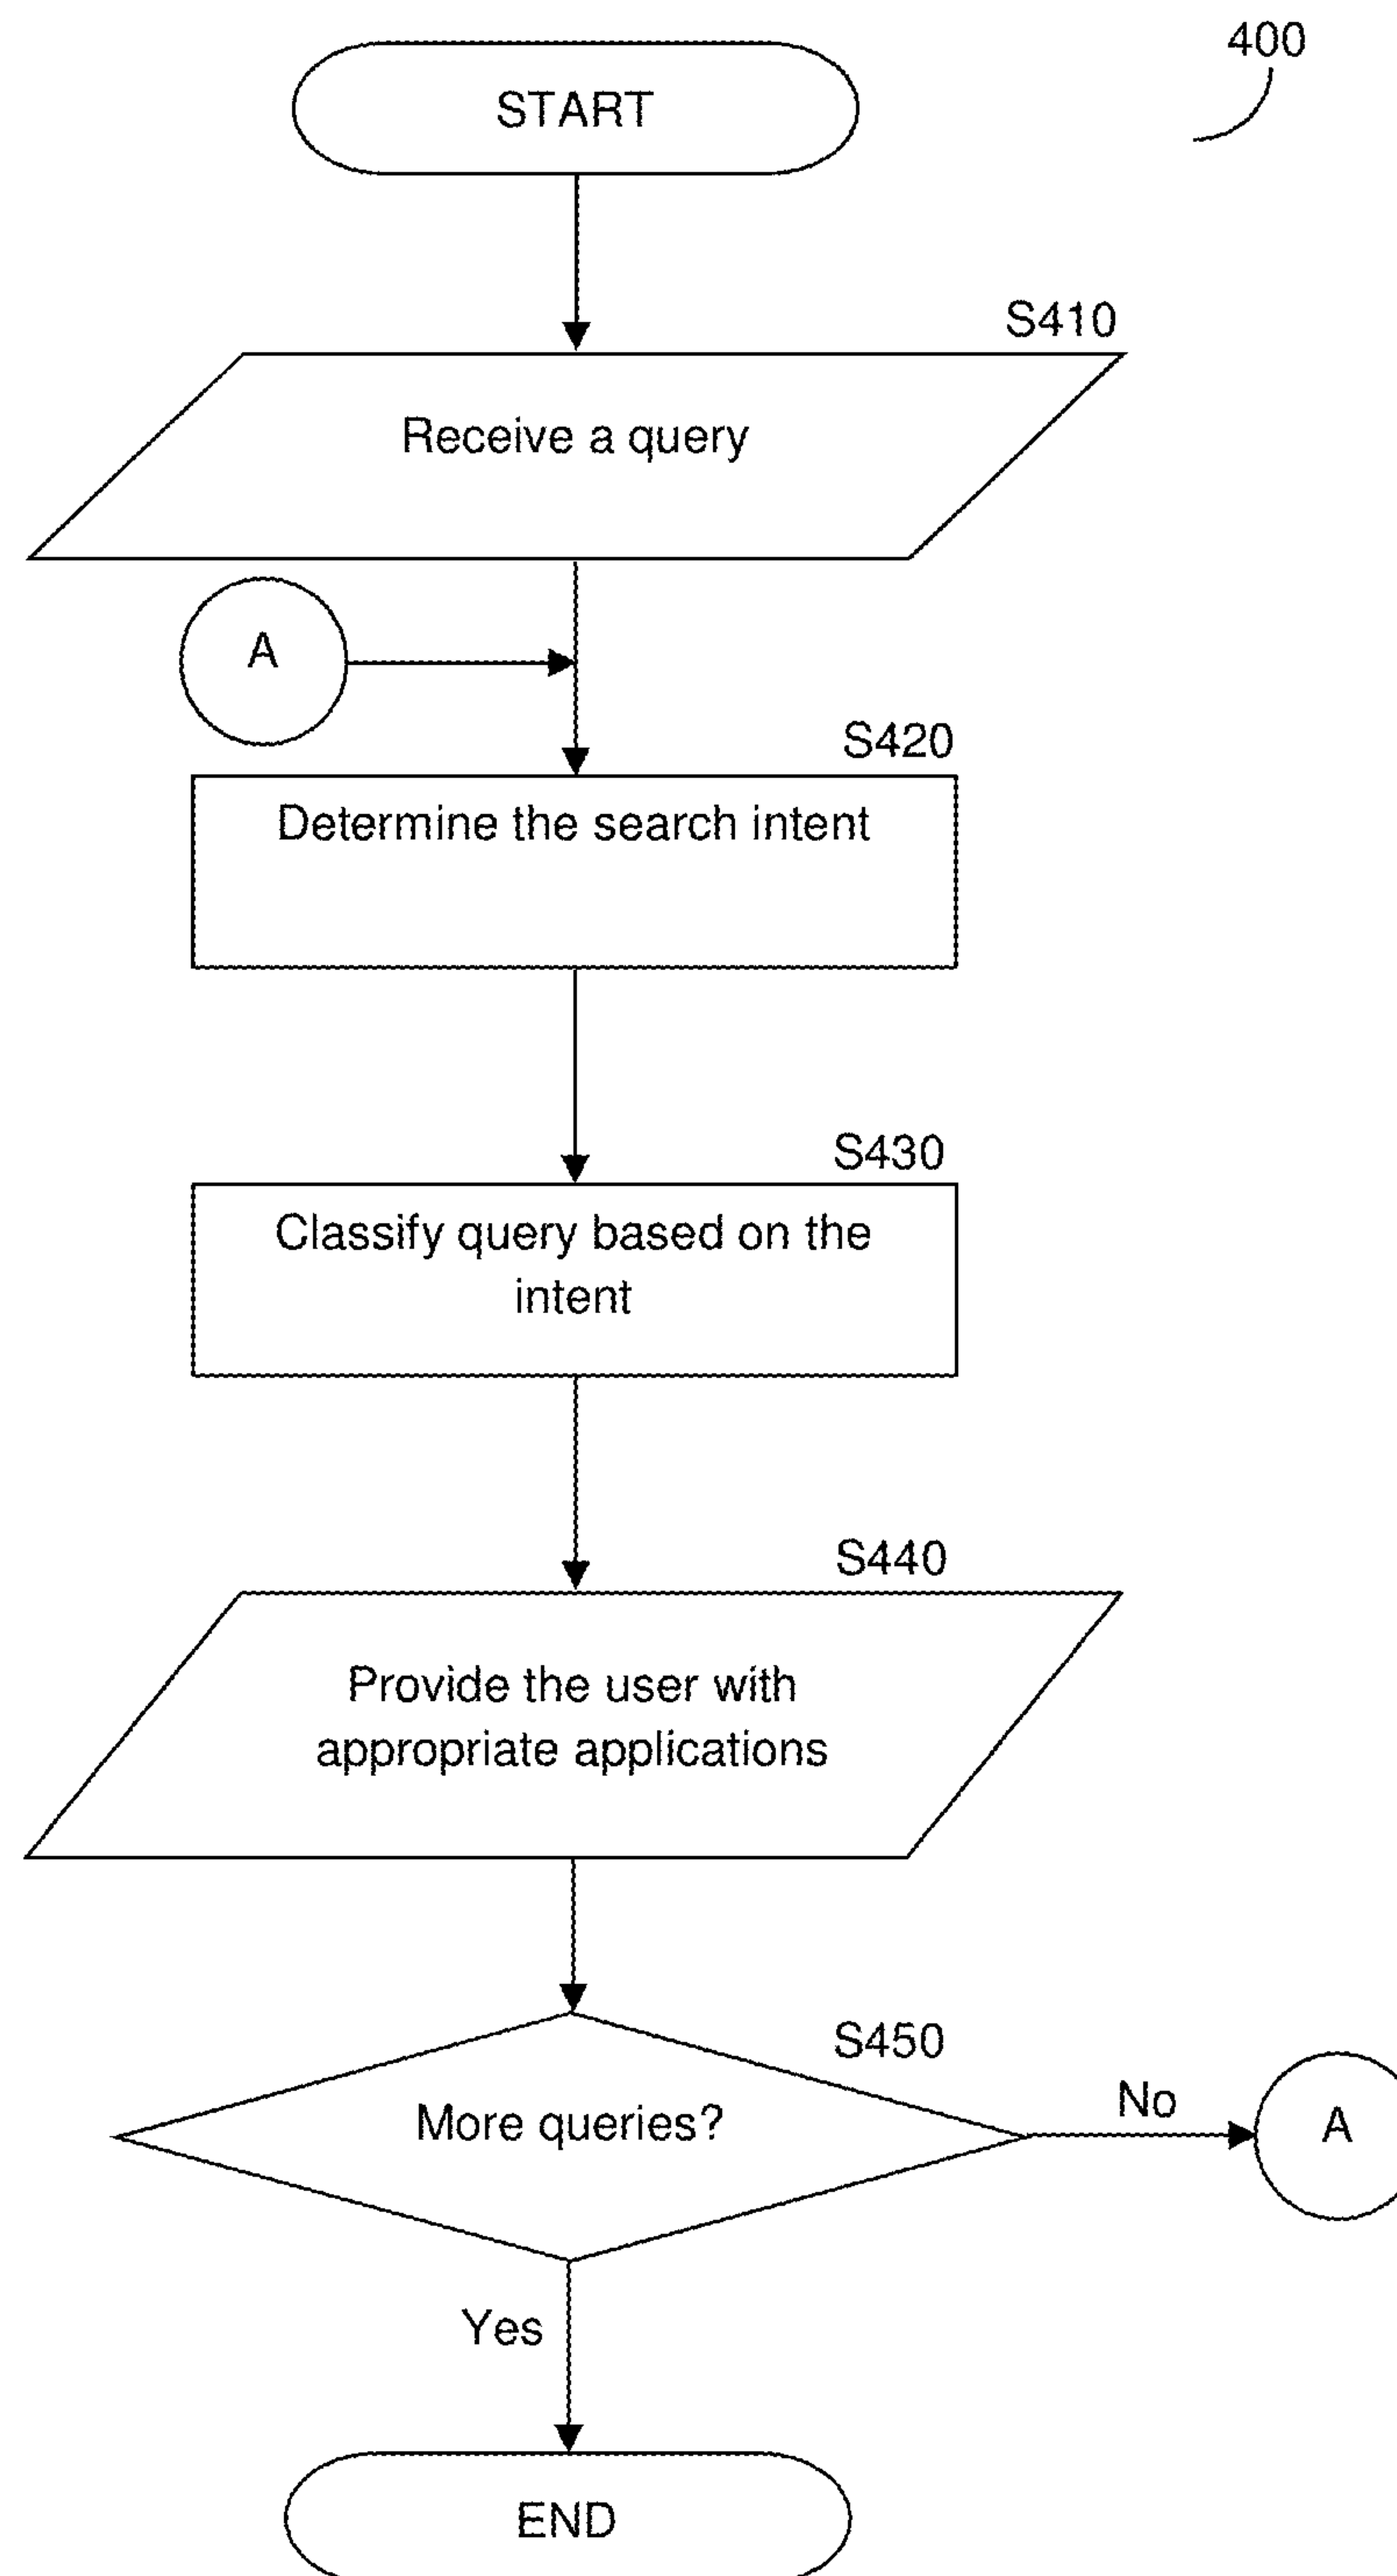 400
START
S410
Receive a query
A
S420
Determine the search intent
S430
Classify query based on the
intent
S440
Provide the user with
appropriate applications
S450
More queries?
No
A
Yes
END